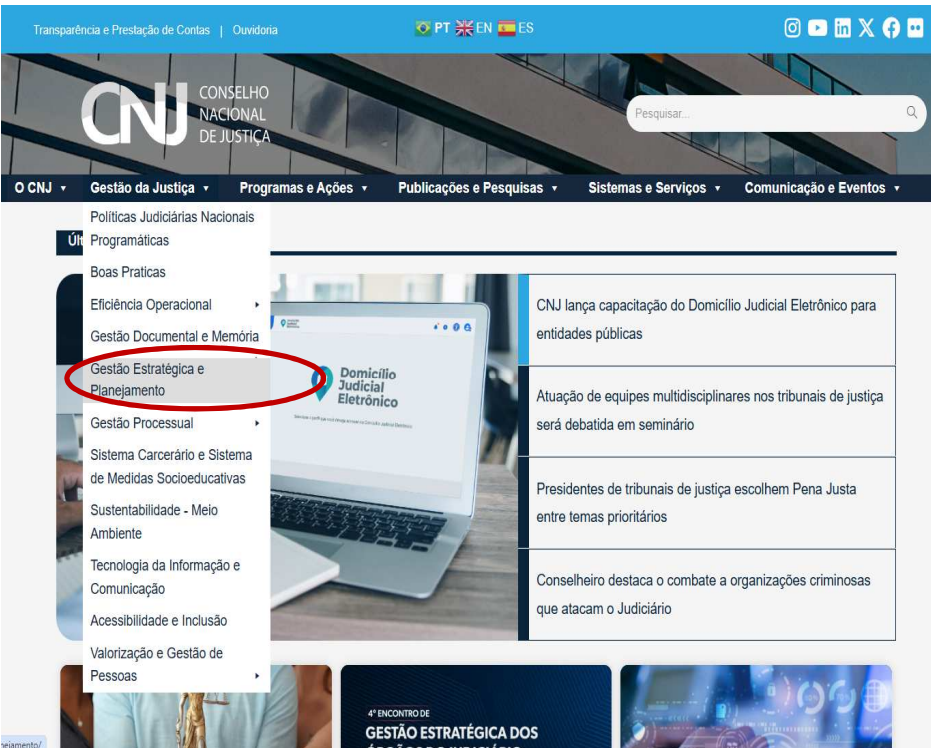 Transparência e Prestação de Contas | Ouvidoria
PT EN ES
CNJ CONSELHO
NACIONAL
DE JUSTIÇA
Pesquisar...
O CNJ Gestão da Justiça Programas e Ações Publicações e Pesquisas Sistemas e Serviços Comunicação e Eventos
Últ
Políticas Judiciárias Nacionais
Programáticas
Boas Praticas
Eficiência Operacional
Gestão Documental e Memória
Gestão Estratégica e
Planejamento
Gestão Processual
Sistema Carcerário e Sistema
de Medidas Socioeducativas
Sustentabilidade - Meio
Ambiente
Tecnologia da Informação e
Comunicação
Acessibilidade e Inclusão
Valorização e Gestão de
Pessoas
Domicílio
Judicial
Eletrônico
CNJ lança capacitação do Domicílio Judicial Eletrônico para
entidades públicas
Atuação de equipes multidisciplinares nos tribunais de justiça
será debatida em seminário
Presidentes de tribunais de justiça escolhem Pena Justa
entre temas prioritários
Conselheiro destaca o combate a organizações criminosas
que atacam o Judiciário
4º ENCONTRO DE
GESTÃO ESTRATÉGICA DOS